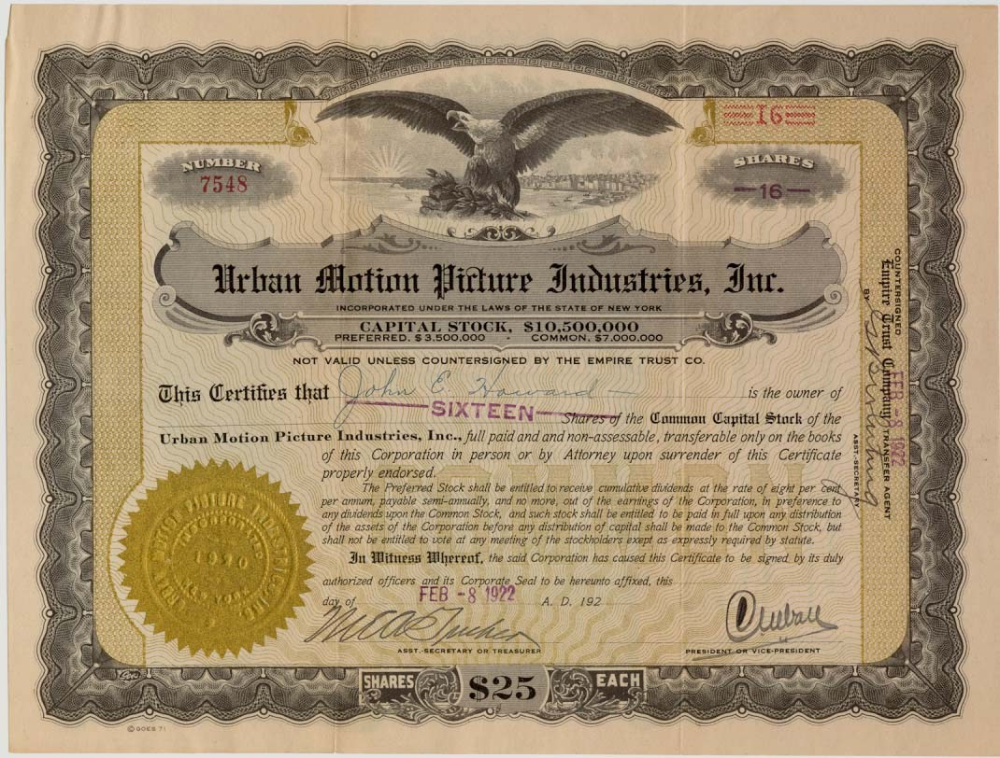 NUMBER
7548
16
SHARES
16
Urban Motion Picture Industries, Inc.
INCORPORATED UNDER THE LAWS OF THE STATE OF NEW YORK
CAPITAL STOCK, $10,500,000
PREFERRED, $3,500,000 - COMMON, $7,000,000
NOT VALID UNLESS COUNTERSIGNED BY THE EMPIRE TRUST CO.
This Certifies that John E. Howard is the owner of
SIXTEEN Shares of the Common Capital Stock of the
Urban Motion Picture Industries, Inc., full paid and and non-assessable, transferable only on the books
of this Corporation in person or by Attorney upon surrender of this Certificate
properly endorsed.
The Preferred Stock shall be entitled to receive cumulative dividends at the rate of eight per cent
per annum, payable semi-annually, and no more, out of the earnings of the Corporation, in preference to
any dividends upon the Common Stock, and such stock shall be entitled to be paid in full upon any distribution
of the assets of the Corporation before any distribution of capital shall be made to the Common Stock, but
shall not be entitled to vote at any meeting of the stockholders exept as expressly required by statute.
In Witness Whereof, the said Corporation has caused this Certificate to be signed by its duly
authorized officers and its Corporate Seal to be hereunto affixed, this
day of FEB -8 1922 A. D. 192
ASST.-SECRETARY OR TREASURER
C Urban
PRESIDENT OR VICE-PRESIDENT
SHARES $25 EACH
©GOES 71
COUNTERSIGNED
Empire Trust Company, TRANSFER AGENT
FEB -8 1922
BY
ASST.-SECRETARY
URBAN MOTION PICTURE INDUSTRIES, INC.
INCORPORATED
1920
NEW YORK